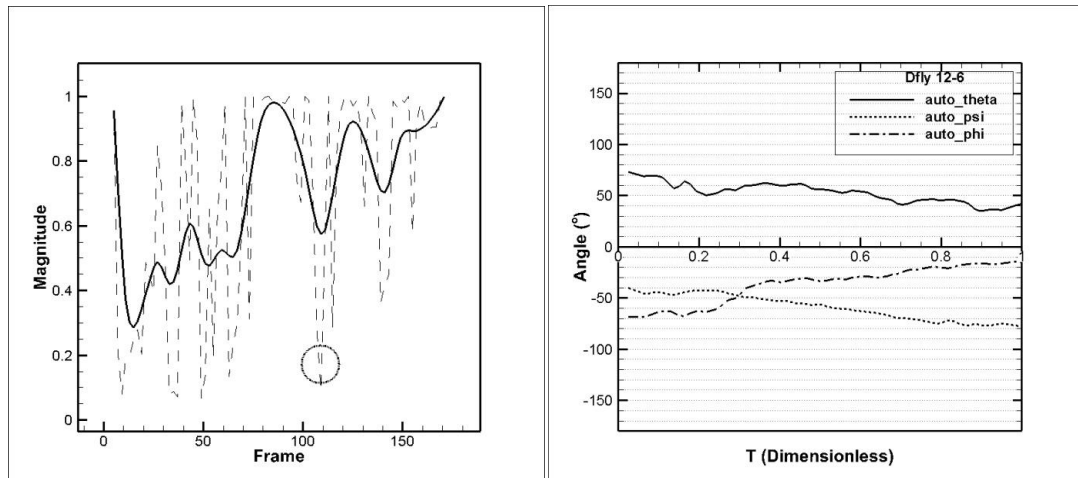 Magnitude
1
0.8
0.6
0.4
0.2
0
0 50 100 150
Frame
Dfly 12-6
auto_theta
auto_psi
auto_phi
Angle (°)
150
100
50
0
-50
-100
-150
0 0.2 0.4 0.6 0.8 1
T (Dimensionless)